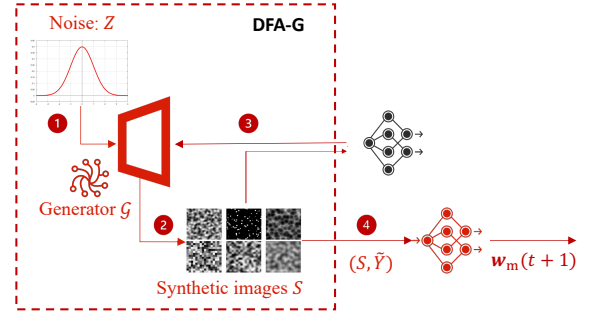 Noise: Z
DFA-G
1
3
Generator 𝒢
2
4
(S, Ỹ)
w_m(t + 1)
Synthetic images S